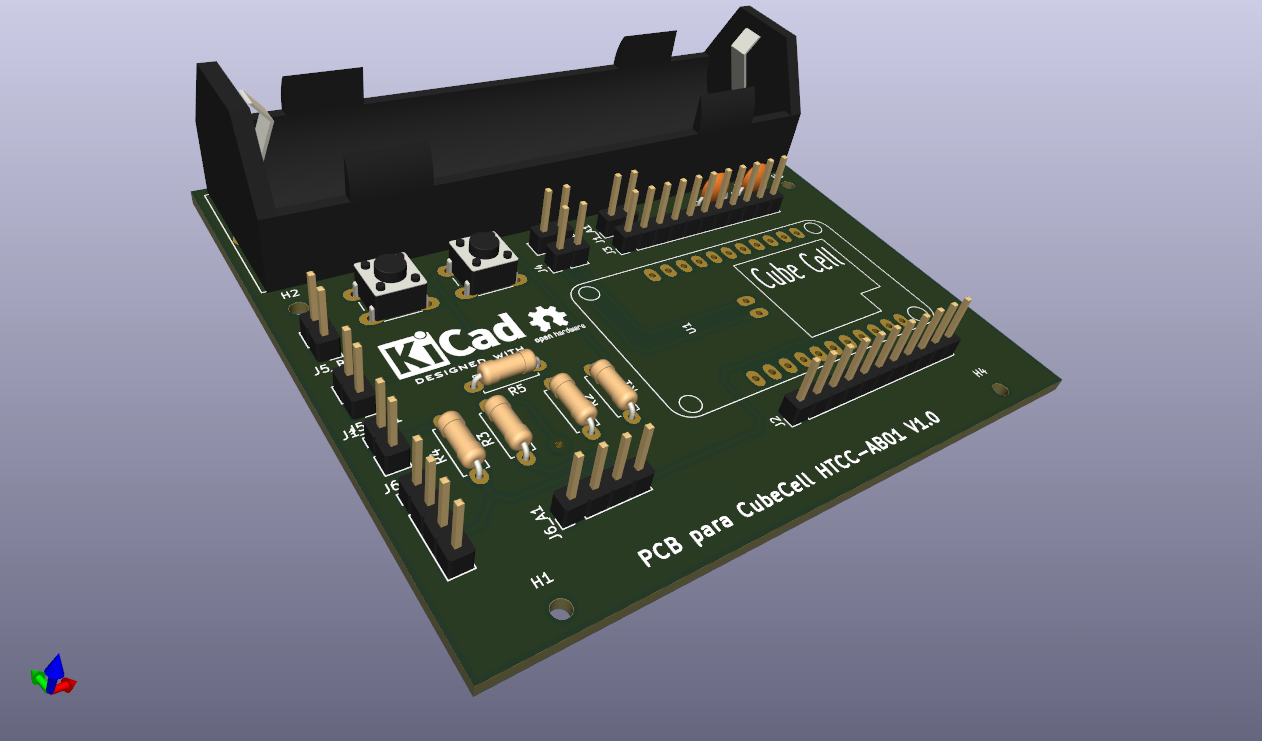 H2
KiCad
DESIGNED WITH
open hardware
Cube Cell
U1
J5
R5
R3
R4
J6
J2
H4
J6_A1
H1
PCB para CubeCell HTCC-AB01 V1.0